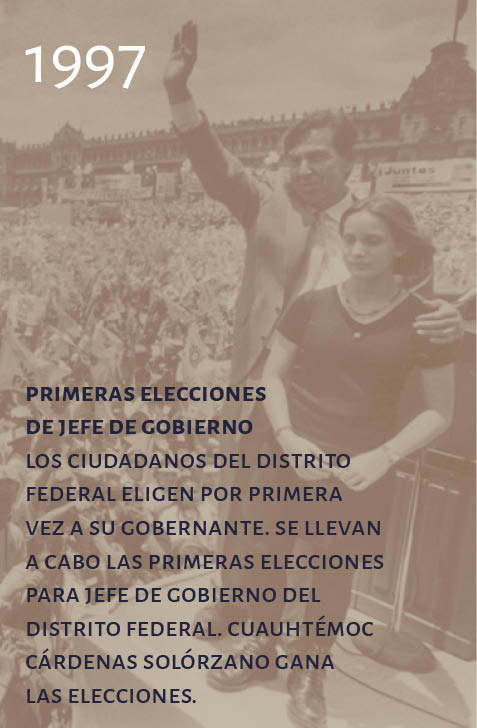 1997
¡Juntos
PRIMERAS ELECCIONES
DE JEFE DE GOBIERNO
LOS CIUDADANOS DEL DISTRITO
FEDERAL ELIGEN POR PRIMERA
VEZ A SU GOBERNANTE. SE LLEVAN
A CABO LAS PRIMERAS ELECCIONES
PARA JEFE DE GOBIERNO DEL
DISTRITO FEDERAL. CUAUHTÉMOC
CÁRDENAS SOLÓRZANO GANA
LAS ELECCIONES.